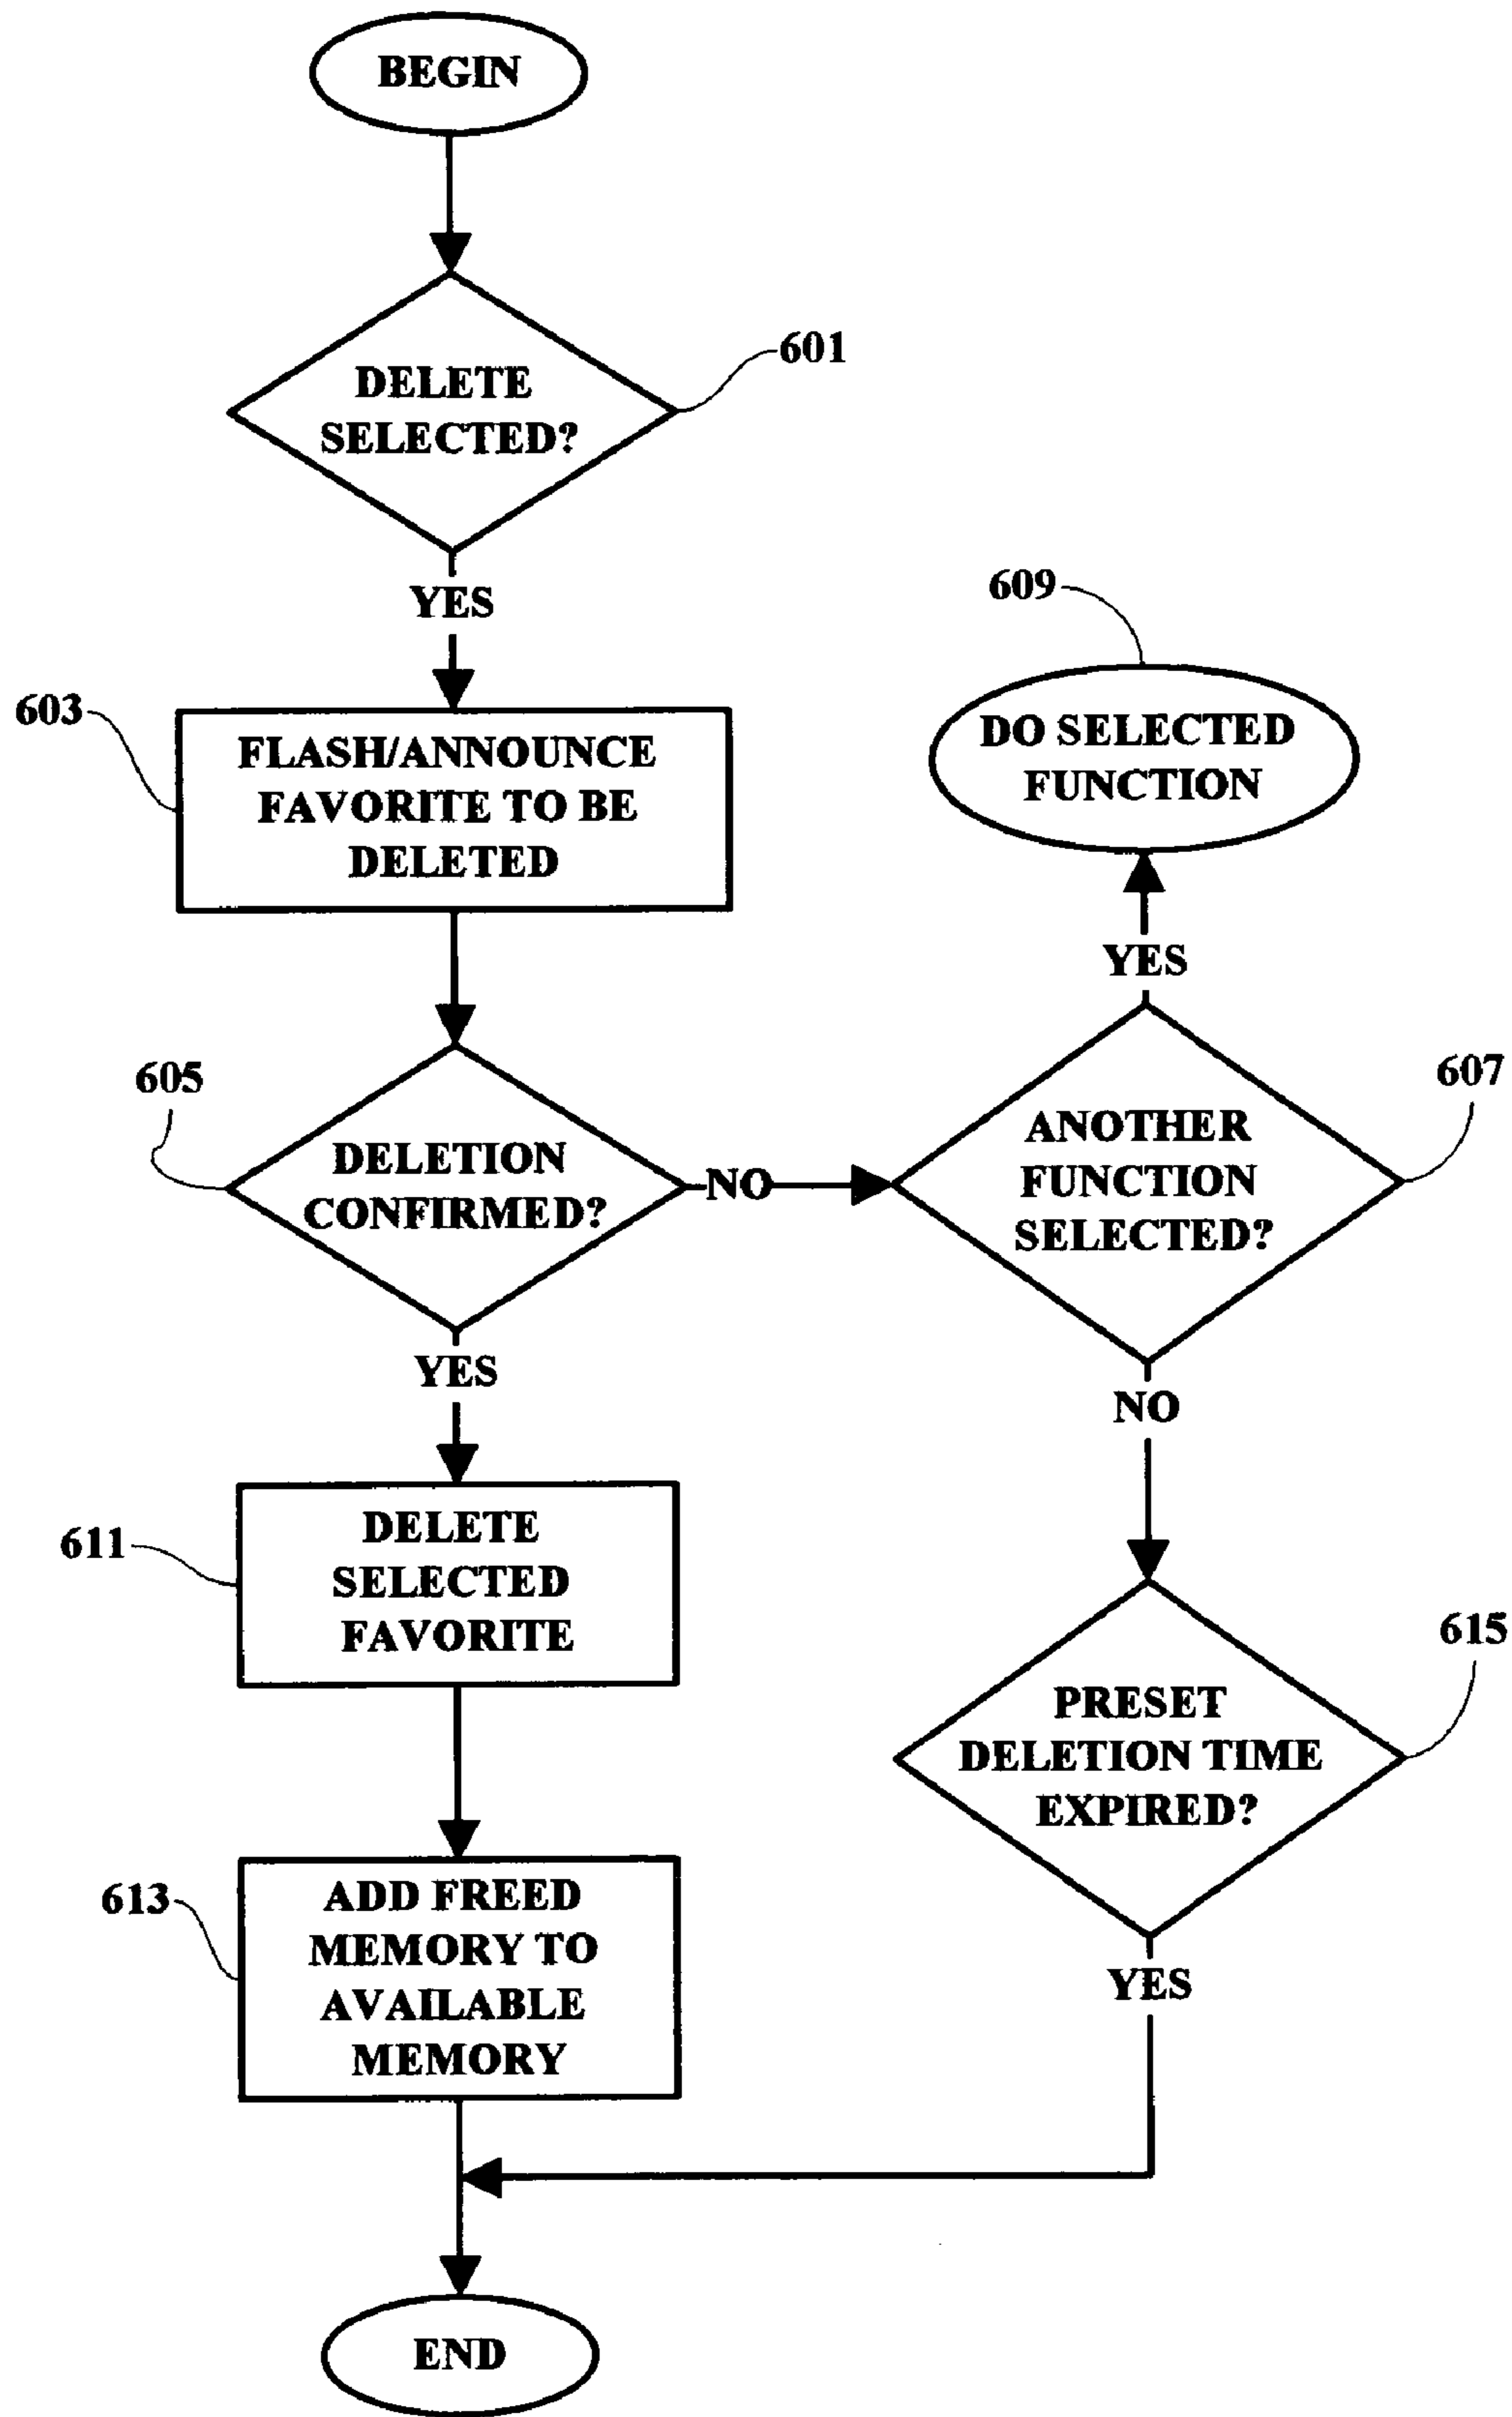 BEGIN
601
DELETE
SELECTED?
YES
603
FLASH/ANNOUNCE
FAVORITE TO BE
DELETED
609
DO SELECTED
FUNCTION
YES
605
DELETION
CONFIRMED?
NO
607
ANOTHER
FUNCTION
SELECTED?
YES
NO
611
DELETE
SELECTED
FAVORITE
615
PRESET
DELETION TIME
EXPIRED?
613
ADD FREED
MEMORY TO
AVAILABLE
MEMORY
YES
END